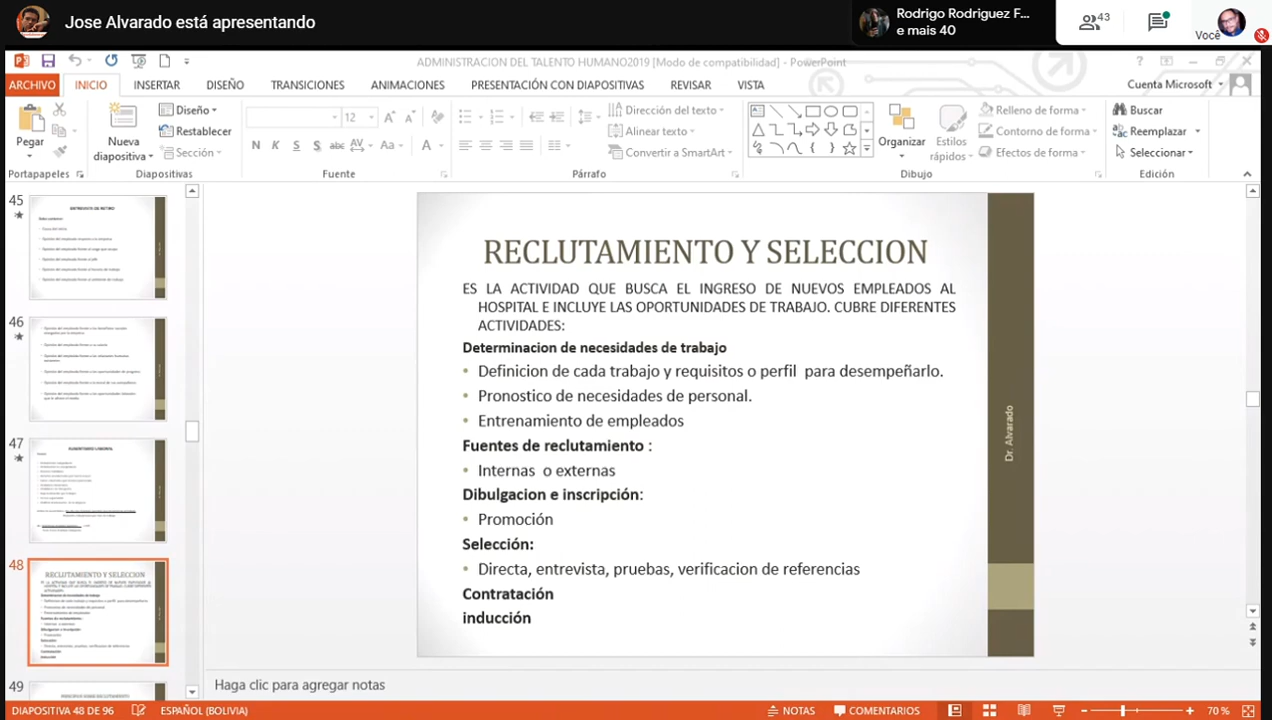 Jose Alvarado está apresentando
Rodrigo Rodriguez F...
e mais 40
43
Você
ADMINISTRACION DEL TALENTO HUMANO2019 [Modo de compatibilidad] - PowerPoint
ARCHIVO INICIO INSERTAR DISEÑO TRANSICIONES ANIMACIONES PRESENTACIÓN CON DIAPOSITIVAS REVISAR VISTA Cuenta Microsoft
Pegar
Portapapeles
Nueva diapositiva
Diseño
Restablecer
Sección
Diapositivas
12
N K S S abc AV Aa A
Fuente
Dirección del texto
Alinear texto
Convertir a SmartArt
Párrafo
Organizar
Estilos rápidos
Relleno de forma
Contorno de forma
Efectos de forma
Dibujo
Buscar
Reemplazar
Seleccionar
Edición
45
46
47
48
RECLUTAMIENTO Y SELECCION
49
RECLUTAMIENTO Y SELECCION
ES LA ACTIVIDAD QUE BUSCA EL INGRESO DE NUEVOS EMPLEADOS AL
HOSPITAL E INCLUYE LAS OPORTUNIDADES DE TRABAJO. CUBRE DIFERENTES
ACTIVIDADES:
Determinacion de necesidades de trabajo
• Definicion de cada trabajo y requisitos o perfil para desempeñarlo.
• Pronostico de necesidades de personal.
• Entrenamiento de empleados
Fuentes de reclutamiento :
• Internas o externas
Dibulgacion e inscripción:
• Promoción
Selección:
• Directa, entrevista, pruebas, verificacion de referencias
Contratación
inducción
Dr. Alvarado
Haga clic para agregar notas
DIAPOSITIVA 48 DE 96 ESPAÑOL (BOLIVIA) NOTAS COMENTARIOS 70 %